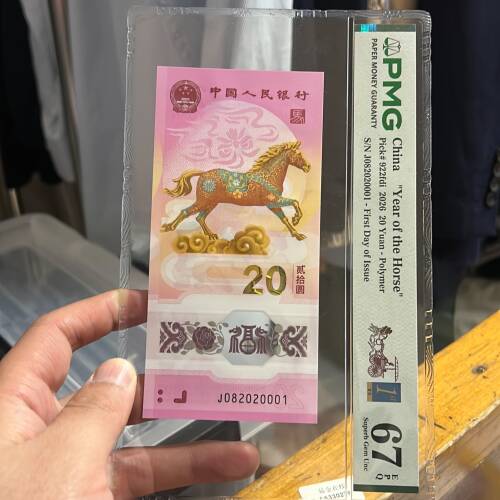 中国人民银行
20
贰拾圆
福
J082020001
PMG
PAPER MONEY GUARANTY
China "Year of the Horse"
Pick# 922fdi 2026 20 Yuan - Polymer
S/N J082020001 - First Day of Issue
67 EPQ
Superb Gem Unc